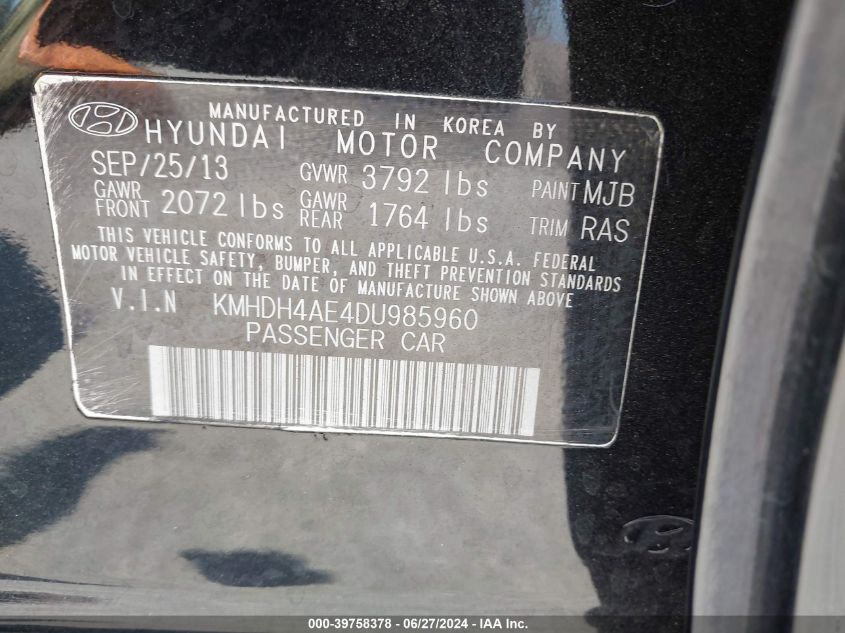 MANUFACTURED IN KOREA BY
HYUNDAI MOTOR COMPANY
SEP/25/13 GVWR 3792 lbs PAINT MJB
GAWR FRONT 2072 lbs GAWR REAR 1764 lbs TRIM RAS
THIS VEHICLE CONFORMS TO ALL APPLICABLE U.S.A. FEDERAL
MOTOR VEHICLE SAFETY, BUMPER, AND THEFT PREVENTION STANDARDS
IN EFFECT ON THE DATE OF MANUFACTURE SHOWN ABOVE
V.I.N KMHDH4AE4DU985960
PASSENGER CAR
000-39758378 - 06/27/2024 - IAA Inc.